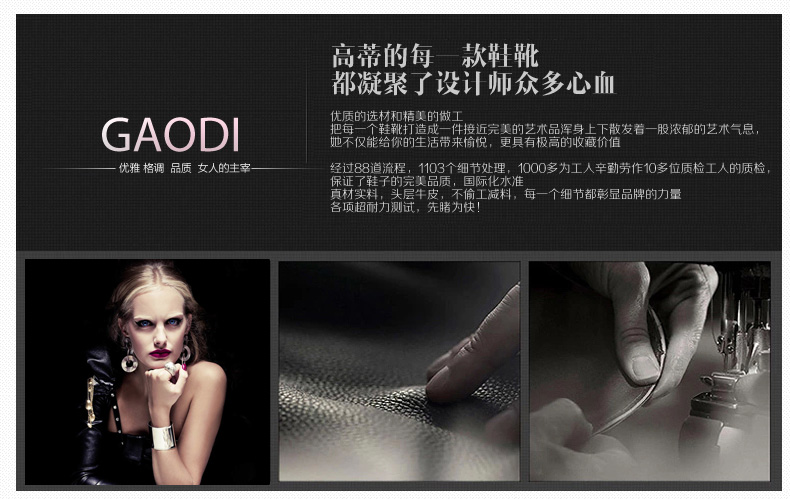 GAODI
优雅 格调 品质 女人的主宰
高蒂的每一款鞋靴
都凝聚了设计师众多心血
优质的选材和精美的做工
把每一个鞋靴打造成一件接近完美的艺术品浑身上下散发着一股浓郁的艺术气息，
她不仅能给你的生活带来愉悦，更具有极高的收藏价值
经过88道流程，1103个细节处理，1000多为工人辛勤劳作10多位质检工人的质检，
保证了鞋子的完美品质，国际化水准
真材实料，头层牛皮，不偷工减料，每一个细节都彰显品牌的力量
各项超耐力测试，先睹为快！